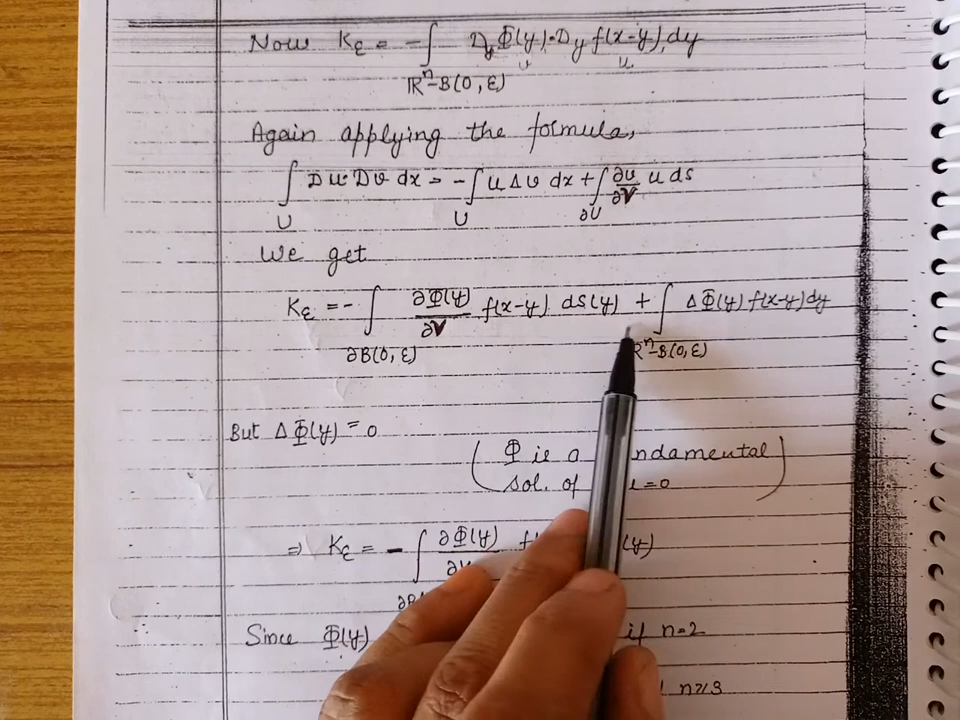 Now K_ε = -∫_{ℝⁿ-B(0,ε)} D_yΦ(y)·D_y f(x-y) dy
v u
Again applying the formula,
∫_U Du·Dv dx = -∫_U u Δv dx + ∫_{∂U} ∂v/∂ν u ds
We get
K_ε = -∫_{∂B(0,ε)} ∂Φ(y)/∂ν f(x-y) ds(y) + ∫_{ℝⁿ-B(0,ε)} ΔΦ(y) f(x-y) dy
But ΔΦ(y) = 0
(Φ is a
sol. of =0)
⇒ K_ε = -∫ ∂Φ(y)/∂ν (y)
Since Φ(y) if n=2
n≥3